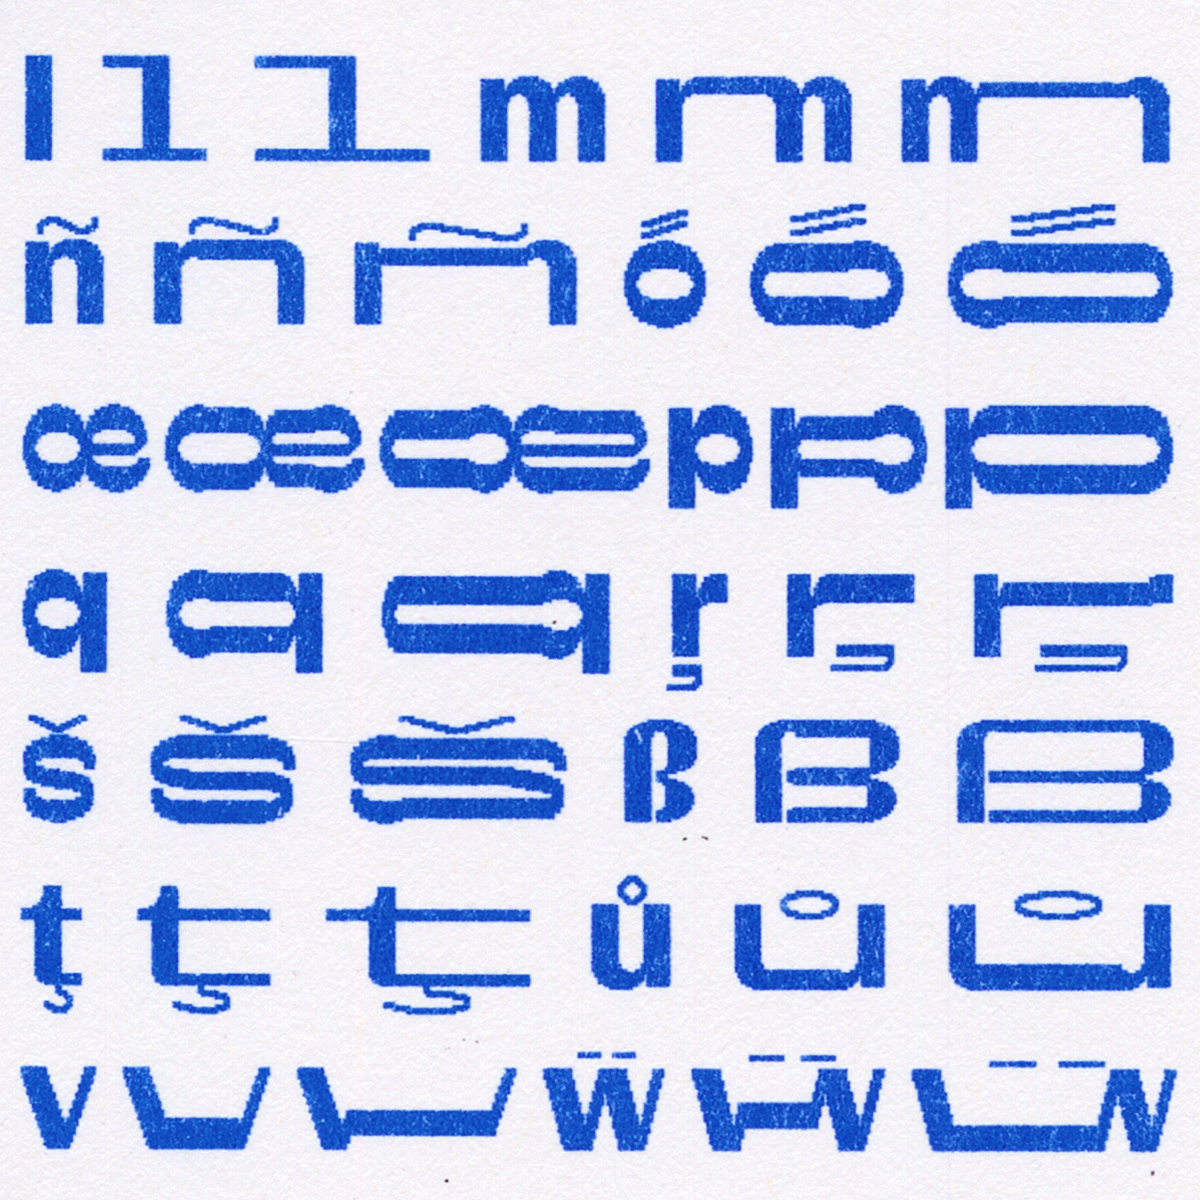 l l l m m m
ñ ñ ñ ő ő ő
œ œ œ p p p
q q q ŗ ŗ ŗ
š š š ß ß ß
ţ ţ ţ ů ů ů
v v v ẅ ẅ ẅ